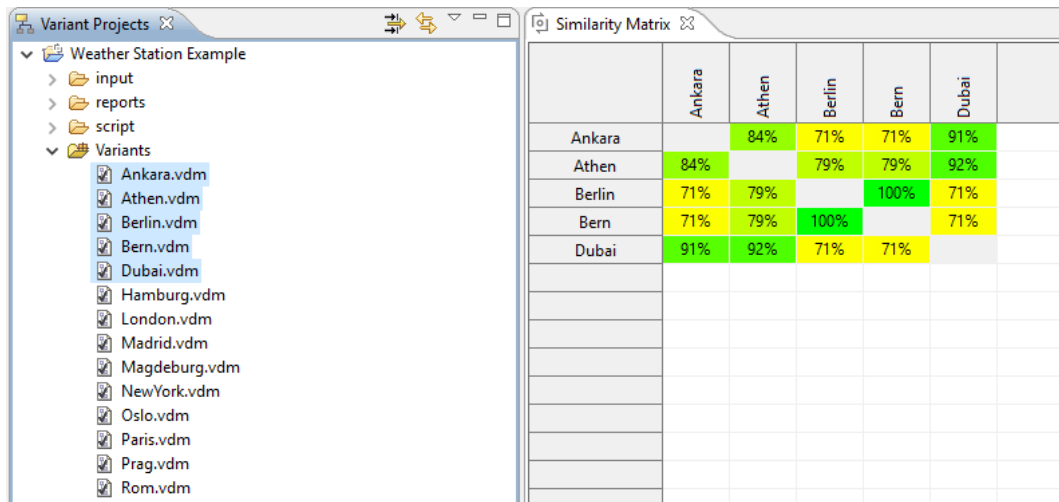 Variant Projects
Weather Station Example
input
reports
script
Variants
Ankara.vdm
Athen.vdm
Berlin.vdm
Bern.vdm
Dubai.vdm
Hamburg.vdm
London.vdm
Madrid.vdm
Magdeburg.vdm
NewYork.vdm
Oslo.vdm
Paris.vdm
Prag.vdm
Rom.vdm
Similarity Matrix
Ankara Athen Berlin Bern Dubai
Ankara 84% 71% 71% 91%
Athen 84% 79% 79% 92%
Berlin 71% 79% 100% 71%
Bern 71% 79% 100% 71%
Dubai 91% 92% 71% 71%